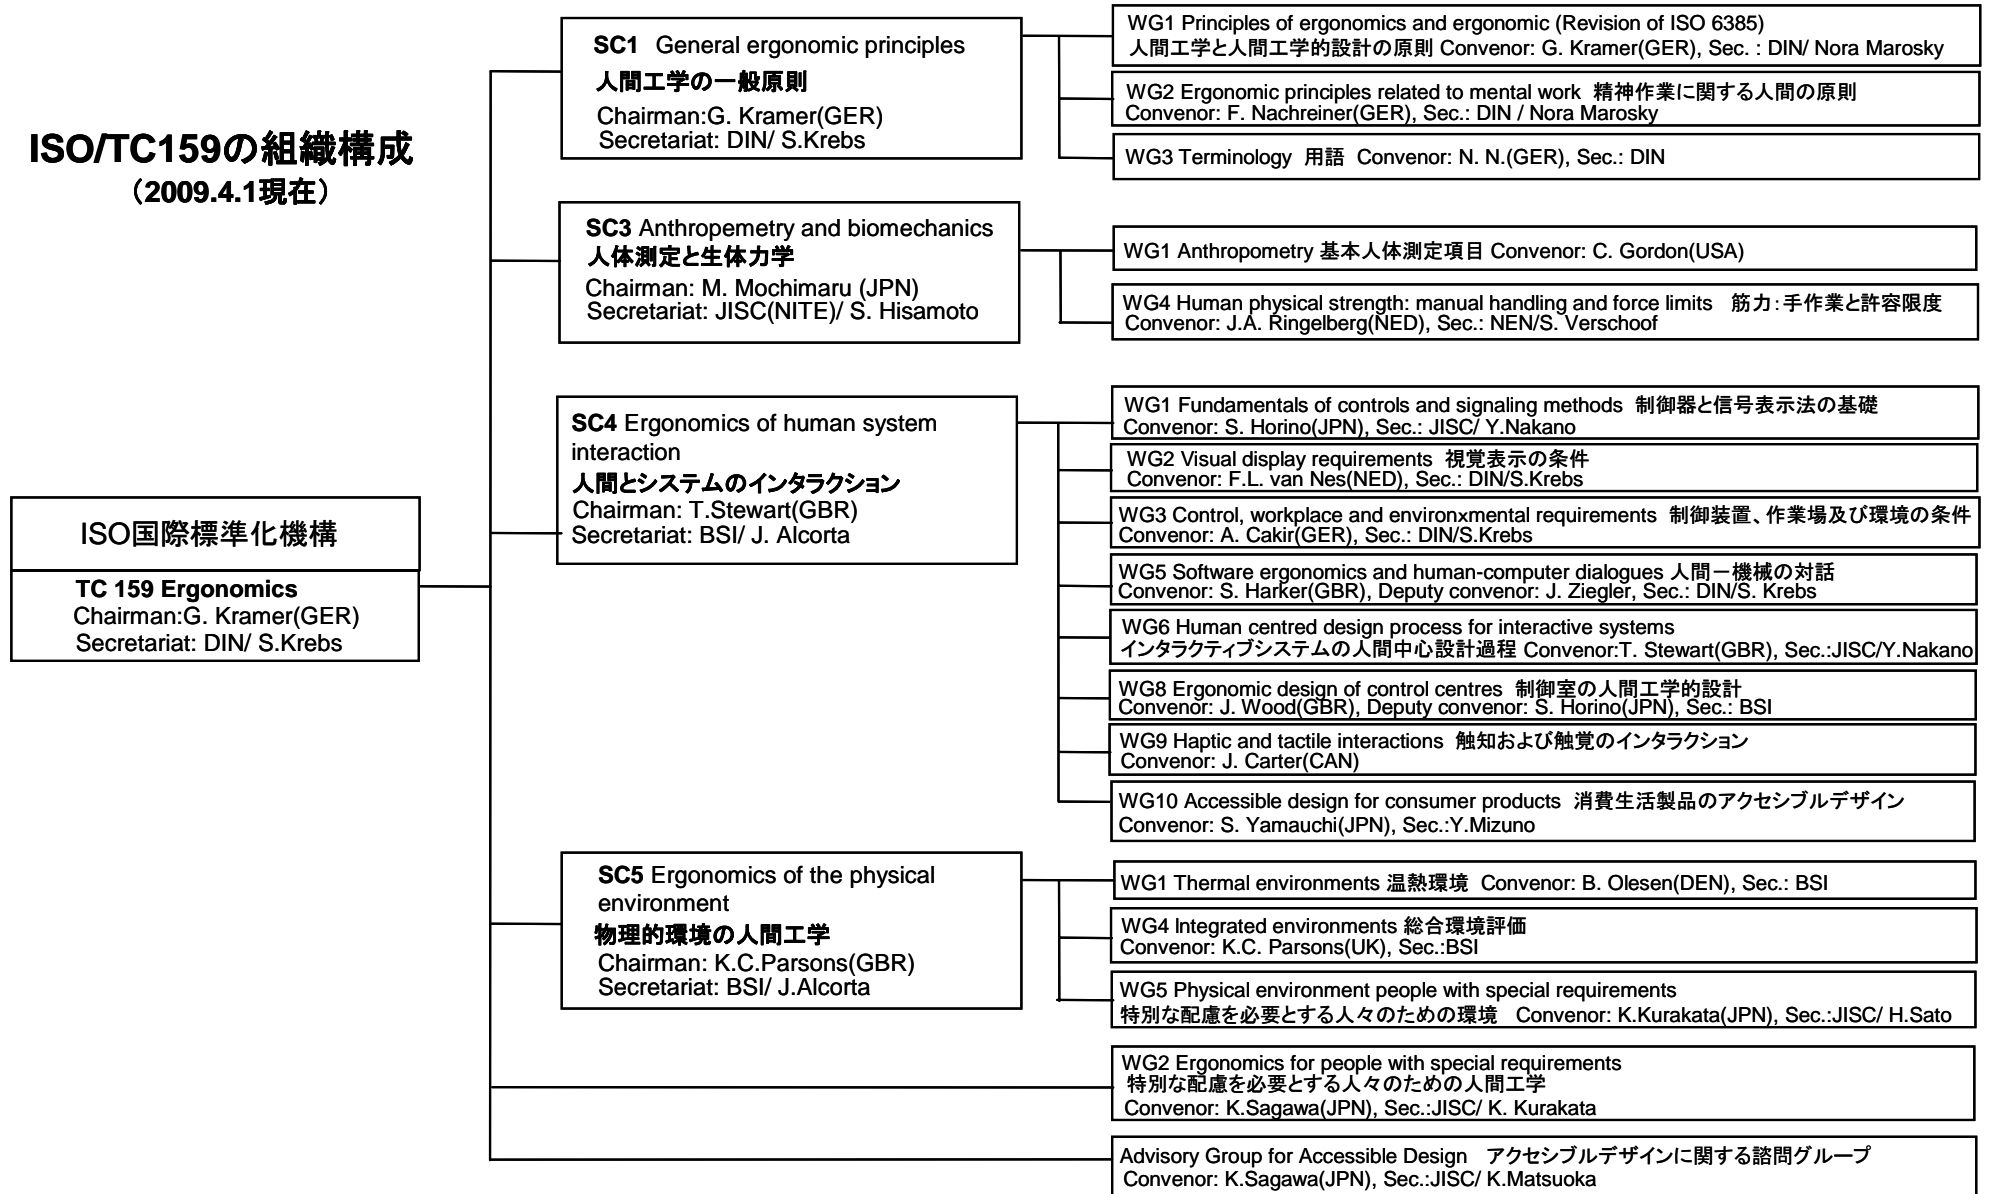 ISO/TC159の組織構成
（2009.4.1現在）
ISO国際標準化機構
TC 159 Ergonomics
Chairman:G. Kramer(GER)
Secretariat: DIN/ S.Krebs
SC1 General ergonomic principles
人間工学の一般原則
Chairman:G. Kramer(GER)
Secretariat: DIN/ S.Krebs
WG1 Principles of ergonomics and ergonomic (Revision of ISO 6385)
人間工学と人間工学的設計の原則 Convenor: G. Kramer(GER), Sec. : DIN/ Nora Marosky
WG2 Ergonomic principles related to mental work 精神作業に関する人間の原則
Convenor: F. Nachreiner(GER), Sec.: DIN / Nora Marosky
WG3 Terminology 用語 Convenor: N. N.(GER), Sec.: DIN
SC3 Anthropemetry and biomechanics
人体測定と生体力学
Chairman: M. Mochimaru (JPN)
Secretariat: JISC(NITE)/ S. Hisamoto
WG1 Anthropometry 基本人体測定項目 Convenor: C. Gordon(USA)
WG4 Human physical strength: manual handling and force limits 筋力：手作業と許容限度
Convenor: J.A. Ringelberg(NED), Sec.: NEN/S. Verschoof
SC4 Ergonomics of human system
interaction
人間とシステムのインタラクション
Chairman: T.Stewart(GBR)
Secretariat: BSI/ J. Alcorta
WG1 Fundamentals of controls and signaling methods 制御器と信号表示法の基礎
Convenor: S. Horino(JPN), Sec.: JISC/ Y.Nakano
WG2 Visual display requirements 視覚表示の条件
Convenor: F.L. van Nes(NED), Sec.: DIN/S.Krebs
WG3 Control, workplace and environxmental requirements 制御装置、作業場及び環境の条件
Convenor: A. Cakir(GER), Sec.: DIN/S.Krebs
WG5 Software ergonomics and human-computer dialogues 人間－機械の対話
Convenor: S. Harker(GBR), Deputy convenor: J. Ziegler, Sec.: DIN/S. Krebs
WG6 Human centred design process for interactive systems
インタラクティブシステムの人間中心設計過程 Convenor:T. Stewart(GBR), Sec.:JISC/Y.Nakano
WG8 Ergonomic design of control centres 制御室の人間工学的設計
Convenor: J. Wood(GBR), Deputy convenor: S. Horino(JPN), Sec.: BSI
WG9 Haptic and tactile interactions 触知および触覚のインタラクション
Convenor: J. Carter(CAN)
WG10 Accessible design for consumer products 消費生活製品のアクセシブルデザイン
Convenor: S. Yamauchi(JPN), Sec.:Y.Mizuno
SC5 Ergonomics of the physical
environment
物理的環境の人間工学
Chairman: K.C.Parsons(GBR)
Secretariat: BSI/ J.Alcorta
WG1 Thermal environments 温熱環境 Convenor: B. Olesen(DEN), Sec.: BSI
WG4 Integrated environments 総合環境評価
Convenor: K.C. Parsons(UK), Sec.:BSI
WG5 Physical environment people with special requirements
特別な配慮を必要とする人々のための環境 Convenor: K.Kurakata(JPN), Sec.:JISC/ H.Sato
WG2 Ergonomics for people with special requirements
特別な配慮を必要とする人々のための人間工学
Convenor: K.Sagawa(JPN), Sec.:JISC/ K. Kurakata
Advisory Group for Accessible Design アクセシブルデザインに関する諮問グループ
Convenor: K.Sagawa(JPN), Sec.:JISC/ K.Matsuoka